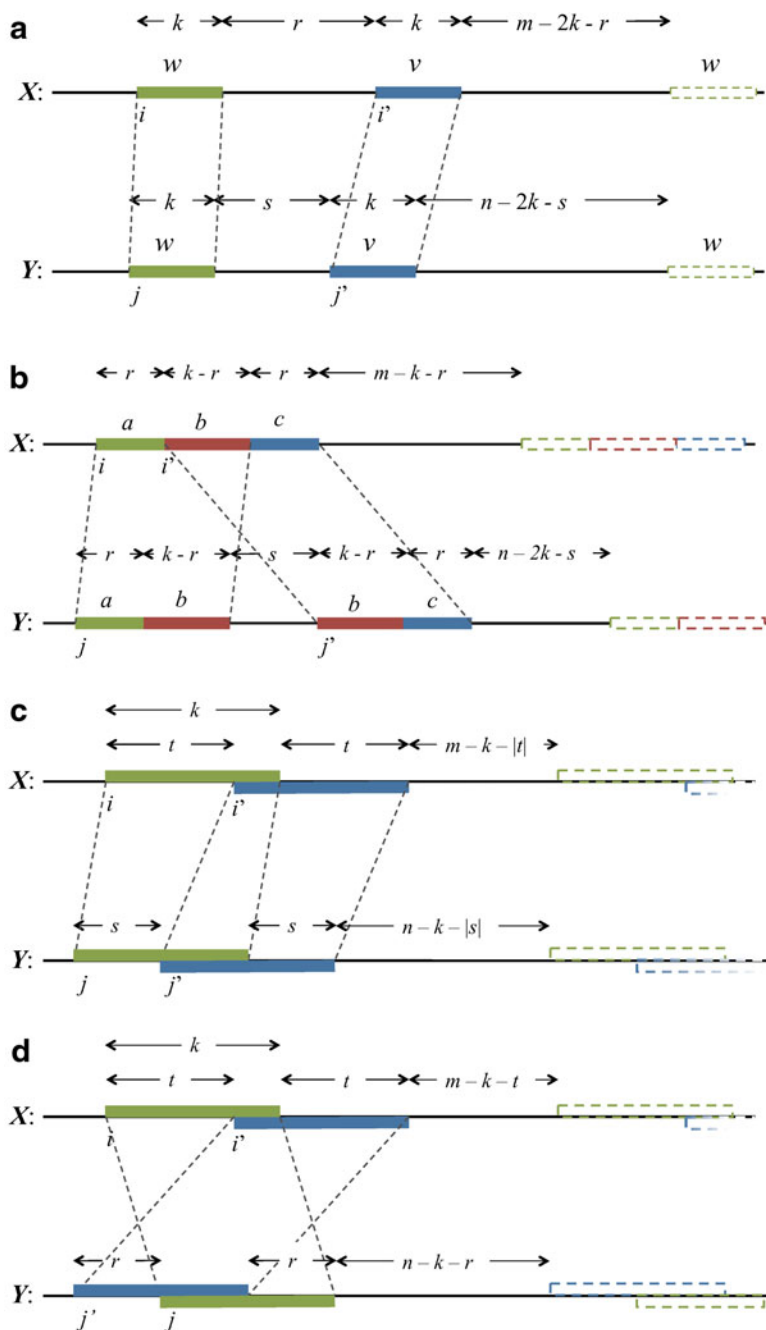 a
k r k m – 2k - r
w v w
X:
i i’
k s k n – 2k - s
w v w
Y:
j j’
b
r k - r r m – k - r
a b c
X:
i i’
r k - r s k - r r n – 2k - s
a b b c
Y:
j j’
c
k
t t m – k – |t|
X:
i i’
s s n – k – |s|
Y:
j j’
d
k
t t m – k – t
X:
i i’
r r n – k – r
Y:
j’ j